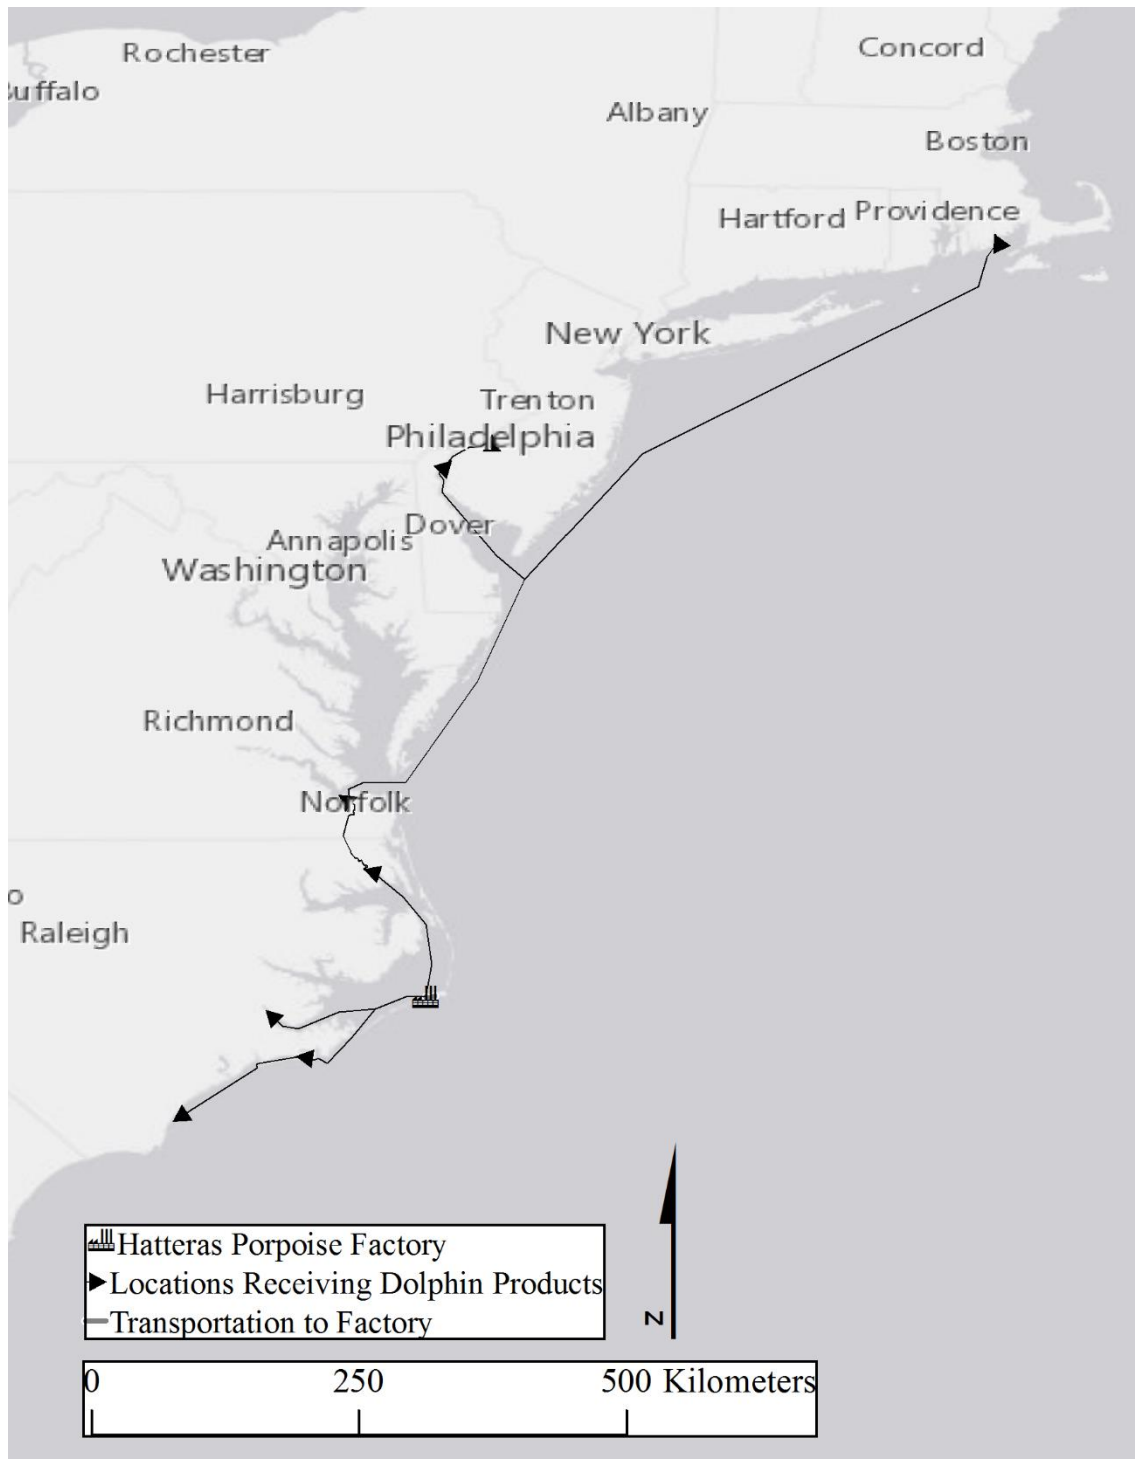 Rochester
Concord
Buffalo
Albany
Boston
Hartford
Providence
New York
Harrisburg
Trenton
Philadelphia
Dover
Annapolis
Washington
Richmond
Norfolk
o
Raleigh
Hatteras Porpoise Factory
Locations Receiving Dolphin Products
Transportation to Factory
N
0 250 500 Kilometers